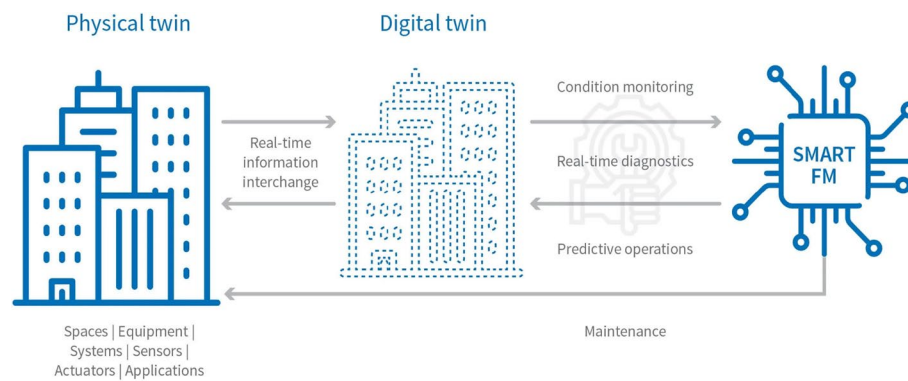 Physical twin
Digital twin
Real-time
information
interchange
Condition monitoring
Real-time diagnostics
Predictive operations
SMART
FM
Spaces | Equipment |
Systems | Sensors |
Actuators | Applications
Maintenance